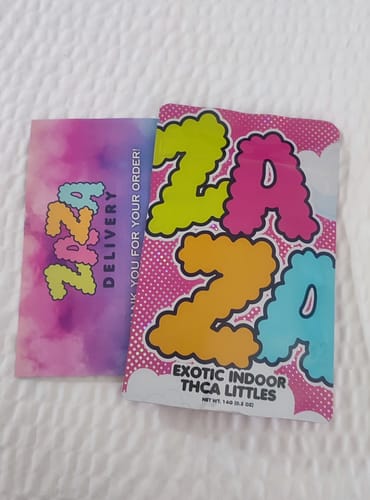 ZAZA
DELIVERY
THANK YOU FOR YOUR ORDER!
ZA
ZA
EXOTIC INDOOR
THCA LITTLES
NET WT. 14G (0.5 OZ)